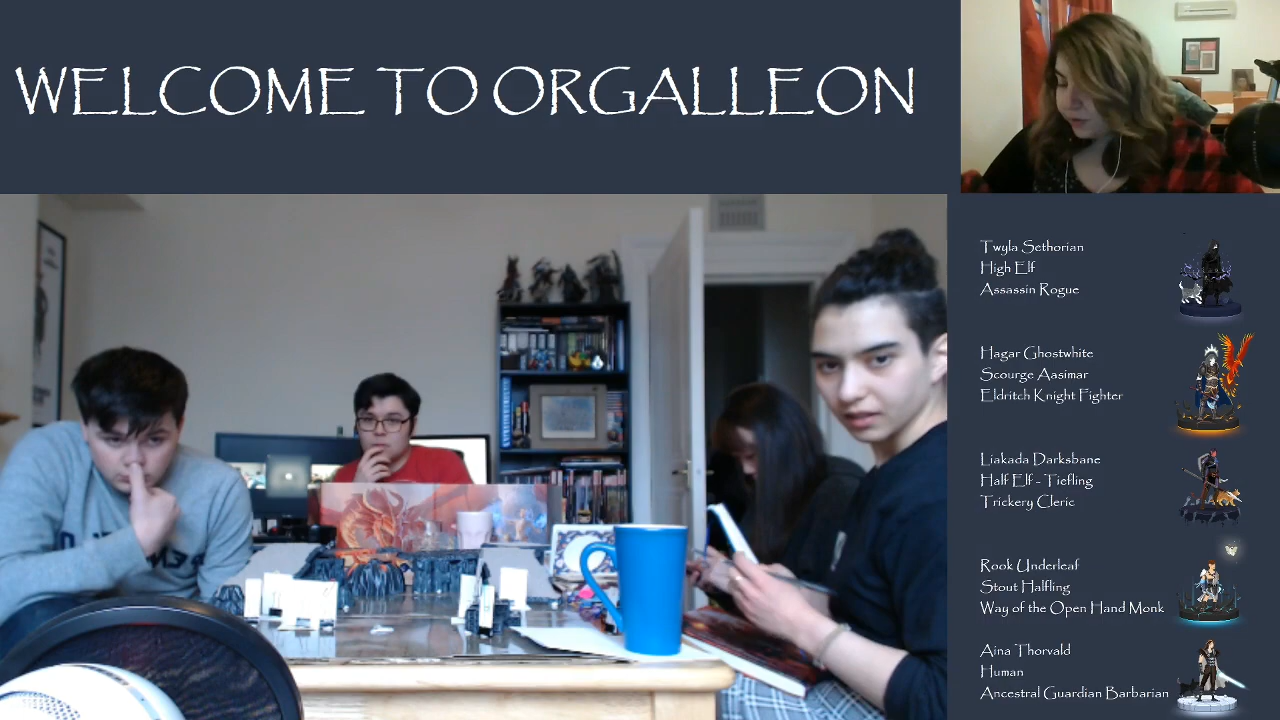 WELCOME TO ORGALLEON
Twyla Sethorian
High Elf
Assassin Rogue
Hagar Ghostwhite
Scourge Aasimar
Eldritch Knight Fighter
Liakada Darksbane
Half Elf - Tiefling
Trickery Cleric
Rook Underleaf
Stout Halfling
Way of the Open Hand Monk
Aina Thorvald
Human
Ancestral Guardian Barbarian